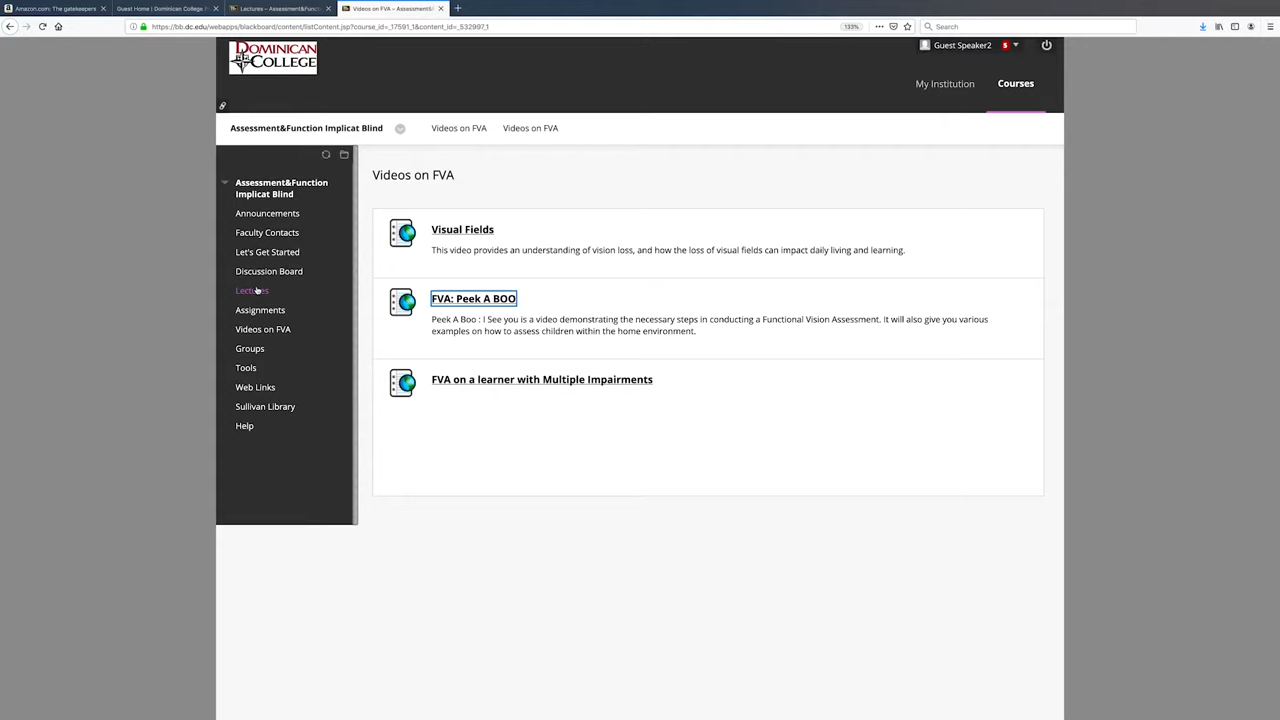 Amazon.com: The gatekeepers
Guest Home | Dominican College
Lectures – Assessment&Func
Videos on FVA – Assessment&
https://bb.dc.edu/webapps/blackboard/content/listContent.jsp?course_id=_17591_1&content_id=_532997_1
133%
Search
DOMINICAN
COLLEGE
Guest Speaker2
5
My Institution
Courses
Assessment&Function Implicat Blind
Videos on FVA
Videos on FVA
Assessment&Function
Implicat Blind
Announcements
Faculty Contacts
Let's Get Started
Discussion Board
Lectures
Assignments
Videos on FVA
Groups
Tools
Web Links
Sullivan Library
Help
Videos on FVA
Visual Fields
This video provides an understanding of vision loss, and how the loss of visual fields can impact daily living and learning.
FVA: Peek A BOO
Peek A Boo : I See you is a video demonstrating the necessary steps in conducting a Functional Vision Assessment. It will also give you various
examples on how to assess children within the home environment.
FVA on a learner with Multiple Impairments